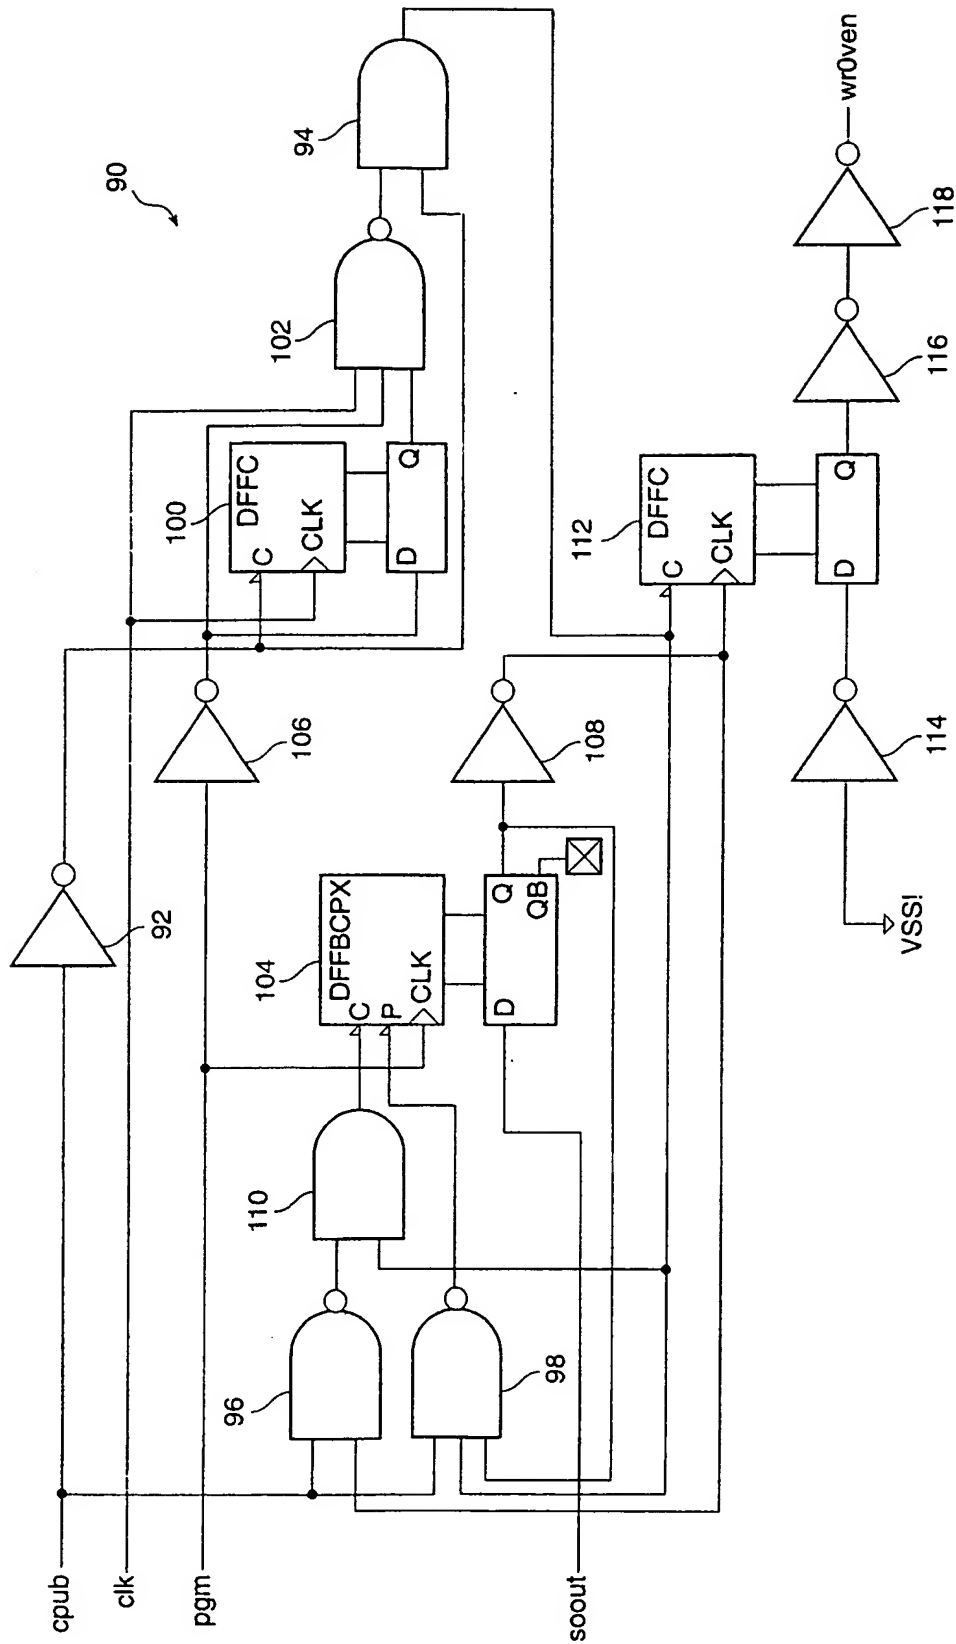 90
cpub
clk
pgm
soout
92
94
96
98
100
DFFC
C
CLK
D
Q
102
104
DFFBCPX
C
P
CLK
D
Q
QB
106
108
110
112
DFFC
C
CLK
D
Q
114
VSS!
116
118
wr0ven